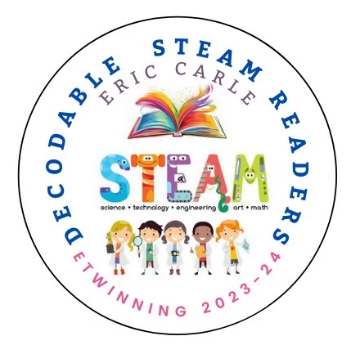 DECODABLE STEAM READERS
ERIC CARLE
STEAM
science • technology • engineering • art • math
ETWINNING 2023-24